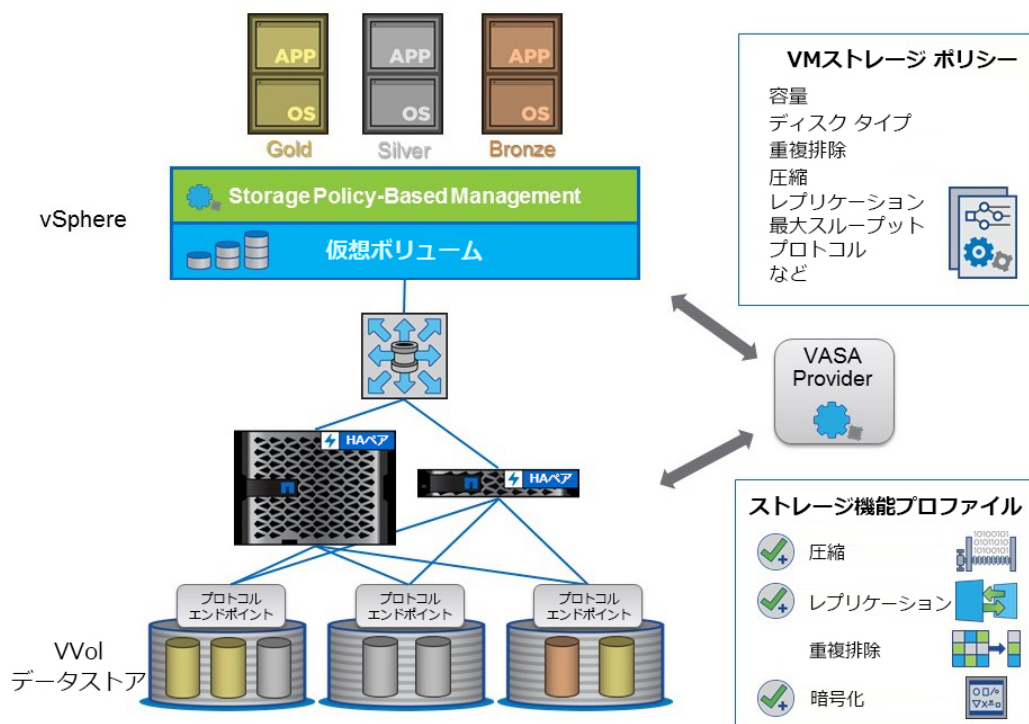 APP
OS
Gold
APP
OS
Silver
APP
OS
Bronze
vSphere
Storage Policy-Based Management
仮想ボリューム
VMストレージ ポリシー
容量
ディスク タイプ
重複排除
圧縮
レプリケーション
最大スループット
プロトコル
など
VASA
Provider
HAペア
HAペア
プロトコル
エンドポイント
プロトコル
エンドポイント
プロトコル
エンドポイント
VVol
データストア
ストレージ機能プロファイル
圧縮
10100101
01011010
10100101
レプリケーション
重複排除
暗号化